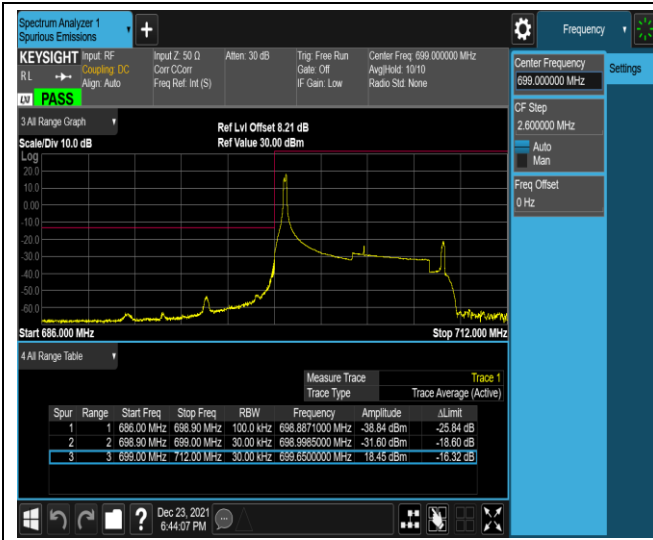 Spectrum Analyzer 1
Spurious Emissions
+
Frequency
KEYSIGHT
RL
LXI PASS
Input: RF
Coupling: DC
Align: Auto
Input Z: 50 Ω
Corr CCorr
Freq Ref: Int (S)
Atten: 30 dB
Trig: Free Run
Gate: Off
IF Gain: Low
Center Freq: 699.000000 MHz
Avg|Hold: 10/10
Radio Std: None
Center Frequency
699.000000 MHz
Settings
CF Step
2.600000 MHz
Auto
Man
Freq Offset
0 Hz
3 All Range Graph
Scale/Div 10.0 dB
Ref Lvl Offset 8.21 dB
Ref Value 30.00 dBm
Log
20.0
10.0
0.00
-10.0
-20.0
-30.0
-40.0
-50.0
-60.0
Start 686.000 MHz
Stop 712.000 MHz
4 All Range Table
Measure Trace Trace 1
Trace Type Trace Average (Active)
Spur Range Start Freq Stop Freq RBW Frequency Amplitude ΔLimit
1 1 686.00 MHz 698.90 MHz 100.0 kHz 698.8871000 MHz -38.84 dBm -25.84 dB
2 2 698.90 MHz 699.00 MHz 30.00 kHz 698.9985000 MHz -31.60 dBm -18.60 dB
3 3 699.00 MHz 712.00 MHz 30.00 kHz 699.6500000 MHz 18.45 dBm -16.32 dB
?
Dec 23, 2021
6:44:07 PM